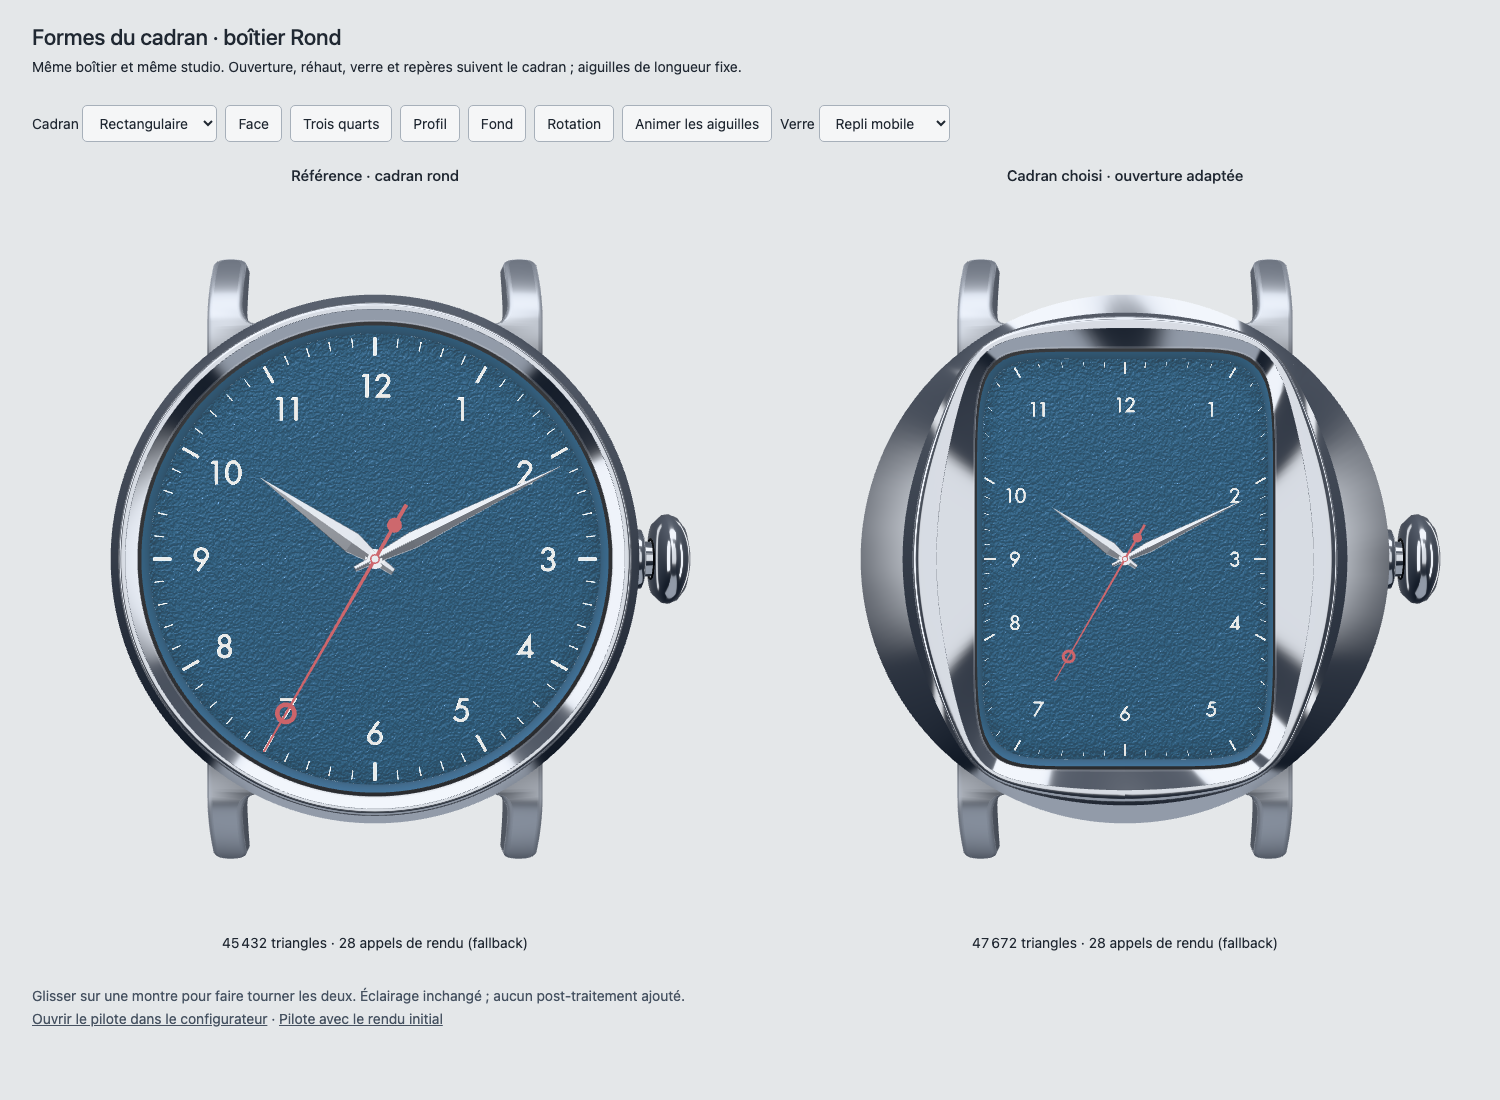 Formes du cadran · boîtier Rond
Même boîtier et même studio. Ouverture, réhaut, verre et repères suivent le cadran ; aiguilles de longueur fixe.
Cadran Rectangulaire Face Trois quarts Profil Fond Rotation Animer les aiguilles Verre Repli mobile
Référence · cadran rond
12
11 1
10 2
9 3
8 4
7 5
6
45 432 triangles · 28 appels de rendu (fallback)
Cadran choisi · ouverture adaptée
11 12 1
10 2
9 3
8 4
7 6 5
47 672 triangles · 28 appels de rendu (fallback)
Glisser sur une montre pour faire tourner les deux. Éclairage inchangé ; aucun post-traitement ajouté.
Ouvrir le pilote dans le configurateur · Pilote avec le rendu initial